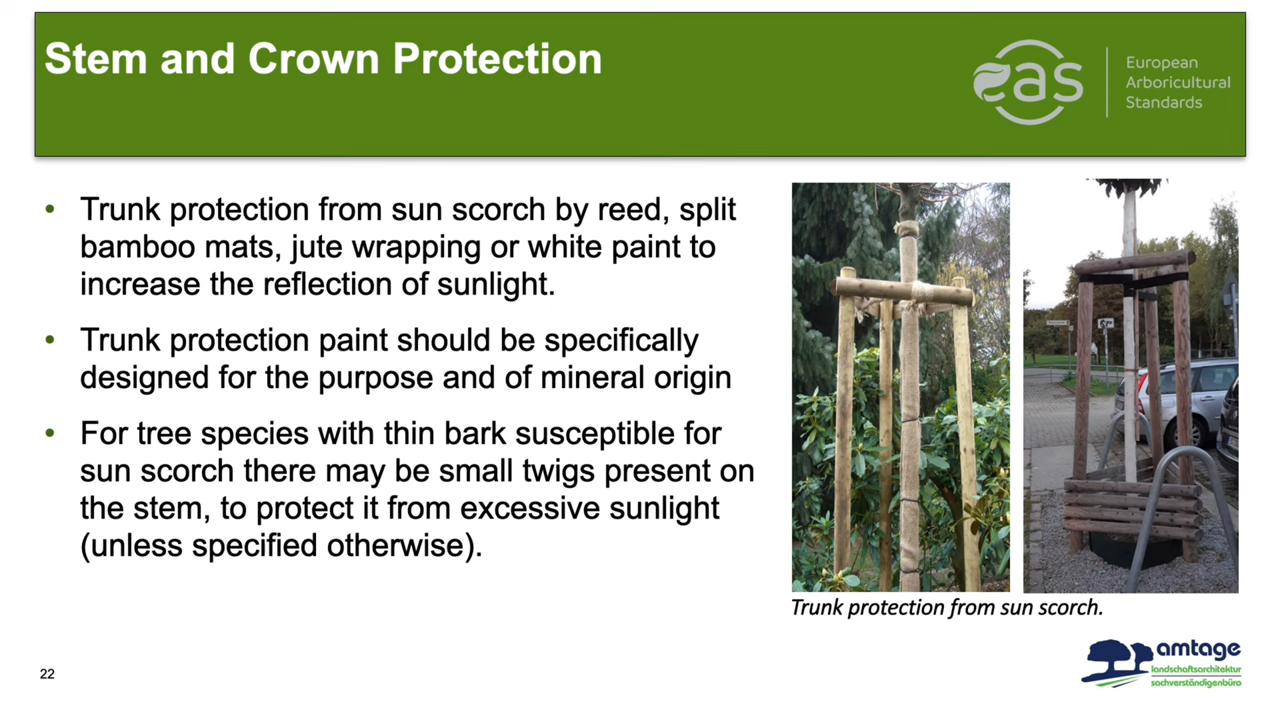 Stem and Crown Protection
eas
European
Arboricultural
Standards
• Trunk protection from sun scorch by reed, split
bamboo mats, jute wrapping or white paint to
increase the reflection of sunlight.
• Trunk protection paint should be specifically
designed for the purpose and of mineral origin
• For tree species with thin bark susceptible for
sun scorch there may be small twigs present on
the stem, to protect it from excessive sunlight
(unless specified otherwise).
Trunk protection from sun scorch.
22
amtage
landschaftsarchitektur
sachverständigenbüro